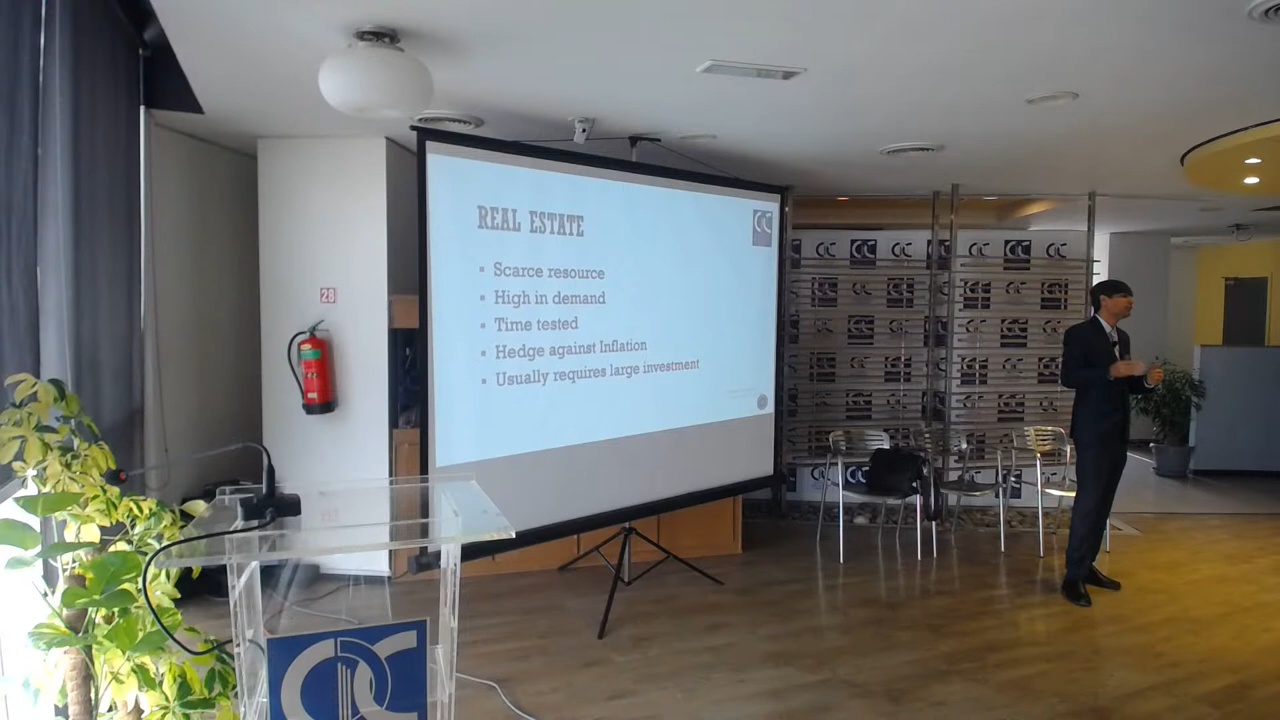 REAL ESTATE
▪ Scarce resource
▪ High in demand
▪ Time tested
▪ Hedge against Inflation
▪ Usually requires large investment
28